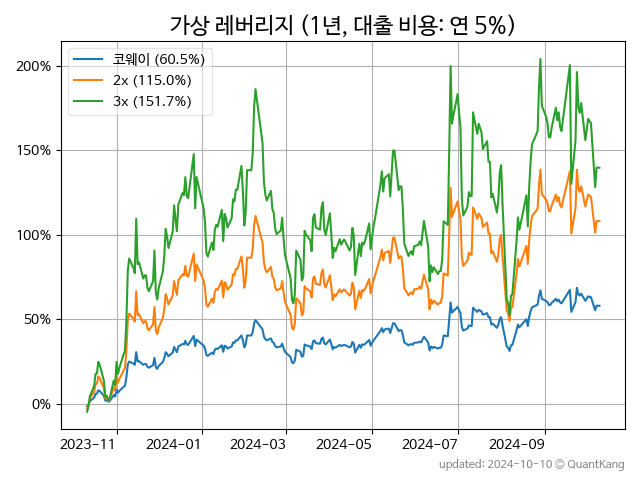 가상 레버리지 (1년, 대출 비용: 연 5%)
코웨이 (60.5%)
2x (115.0%)
3x (151.7%)
200%
150%
100%
50%
0%
2023-11 2024-01 2024-03 2024-05 2024-07 2024-09
updated: 2024-10-10 © QuantKang